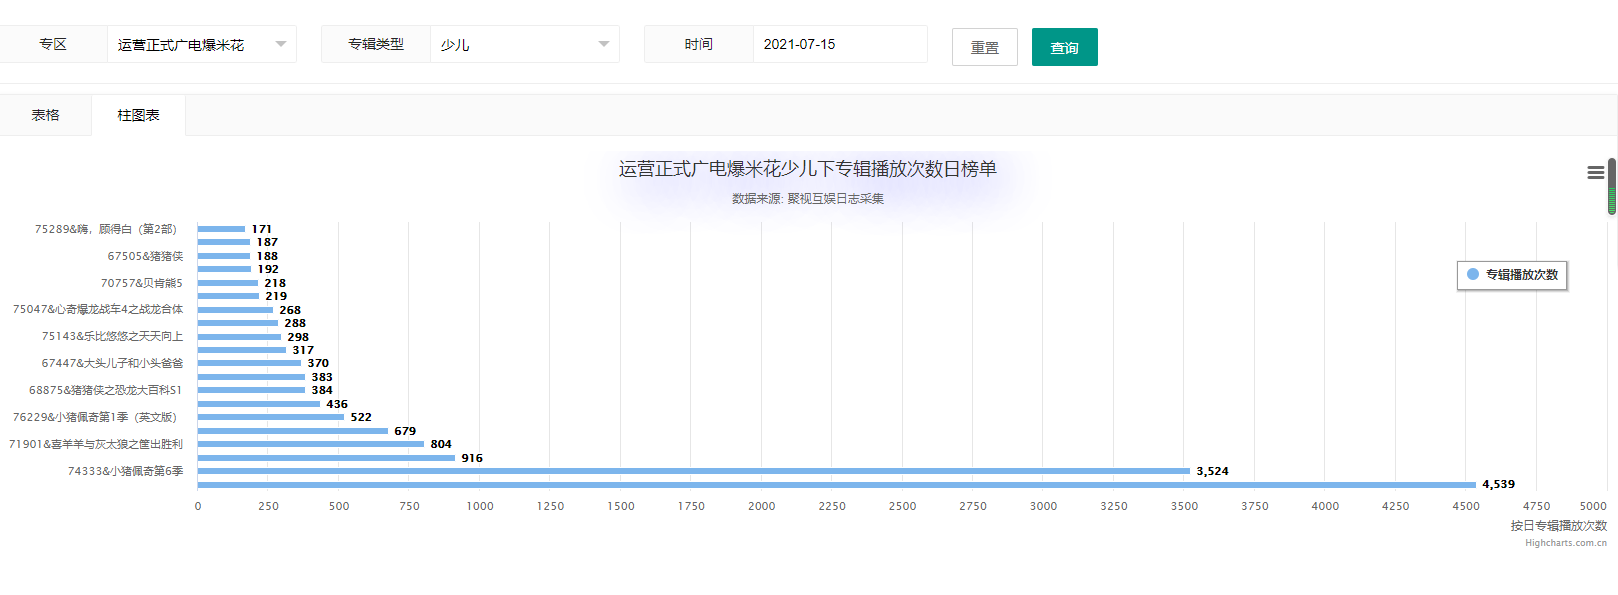 专区 运营正式广电爆米花 专辑类型 少儿 时间 2021-07-15 重置 查询
表格 柱图表
运营正式广电爆米花少儿下专辑播放次数日榜单
数据来源: 聚视互娱日志采集
75289&嗨，顾得白（第2部） 171
187
67505&猪猪侠 188
192
70757&贝肯熊5 218
219
75047&心奇爆龙战车4之战龙合体 268
288
75143&乐比悠悠之天天向上 298
317
67447&大头儿子和小头爸爸 370
383
68875&猪猪侠之恐龙大百科S1 384
436
76229&小猪佩奇第1季（英文版） 522
679
71901&喜羊羊与灰太狼之筐出胜利 804
916
74333&小猪佩奇第6季 3,524
4,539
专辑播放次数
0 250 500 750 1000 1250 1500 1750 2000 2250 2500 2750 3000 3250 3500 3750 4000 4250 4500 4750 5000
按日专辑播放次数
Highcharts.com.cn